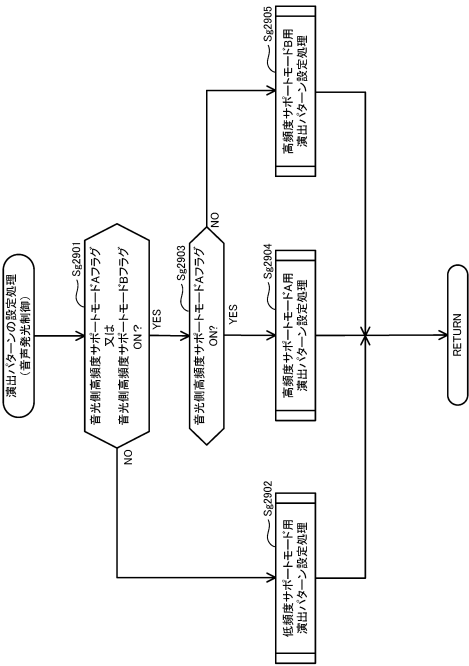 演出パターンの設定処理
(音声発光制御)
Sg2901
音光側高頻度サポートモードAフラグ
又は
音光側高頻度サポートモードBフラグ
ON?
NO
YES
Sg2903
音光側高頻度サポートモードAフラグ
ON?
NO
YES
Sg2902
低頻度サポートモード用
演出パターン設定処理
Sg2904
高頻度サポートモードA用
演出パターン設定処理
Sg2905
高頻度サポートモードB用
演出パターン設定処理
RETURN